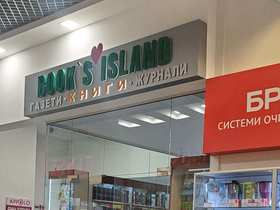 BOOK'S ISLAND
ГАЗЕТИ · КНИГИ · ЖУРНАЛИ
БР
СИСТЕМИ ОЧ